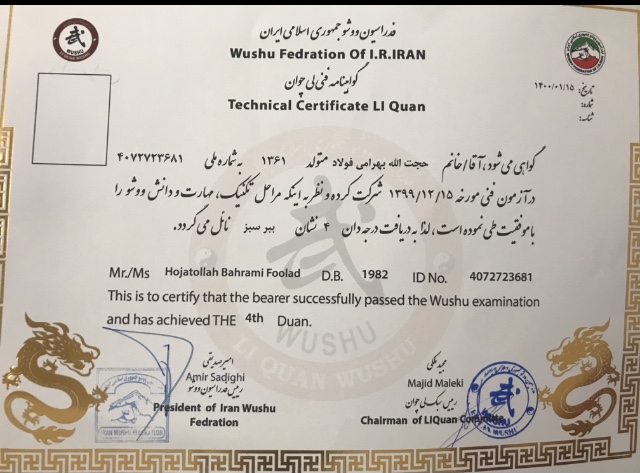 فدراسیون ووشو جمهوری اسلامی ایران
Wushu Fedration Of I.R.IRAN
گواهینامه فنی لی چوان
Technical Certificate LI Quan
تاریخ: ۱۴۰۰/۰۱/۱۵
شماره:
گواهی می شود، آقا/خانم حجت الله بهرامی فولاد متولد ۱۳۶۱ به شماره ملی ۴۰۷۲۷۲۳۶۸۱
در آزمون فنی مورخه ۱۳۹۹/۱۲/۱۵ شرکت کرده و نظر به اینکه مراحل تکنیک، مهارت و دانش ووشو را
با موفقیت طی نموده است، لذا به دریافت درجه دان ۴ نشان ببر سبز نائل می گردد.
Mr./Ms Hojatollah Bahrami Foolad D.B. 1982 ID No. 4072723681
This is to certify that the bearer successfully passed the Wushu examination
and has achieved THE 4th Duan.
WUSHU
LI QUAN WUSHU
امیر صدیقی
Amir Sadighi
رییس فدراسیون ووشو
President of Iran Wushu
Fedration
مجید ملکی
Majid Maleki
رییس سبک لی چوان
Chairman of LIQuan
武
WUSHU